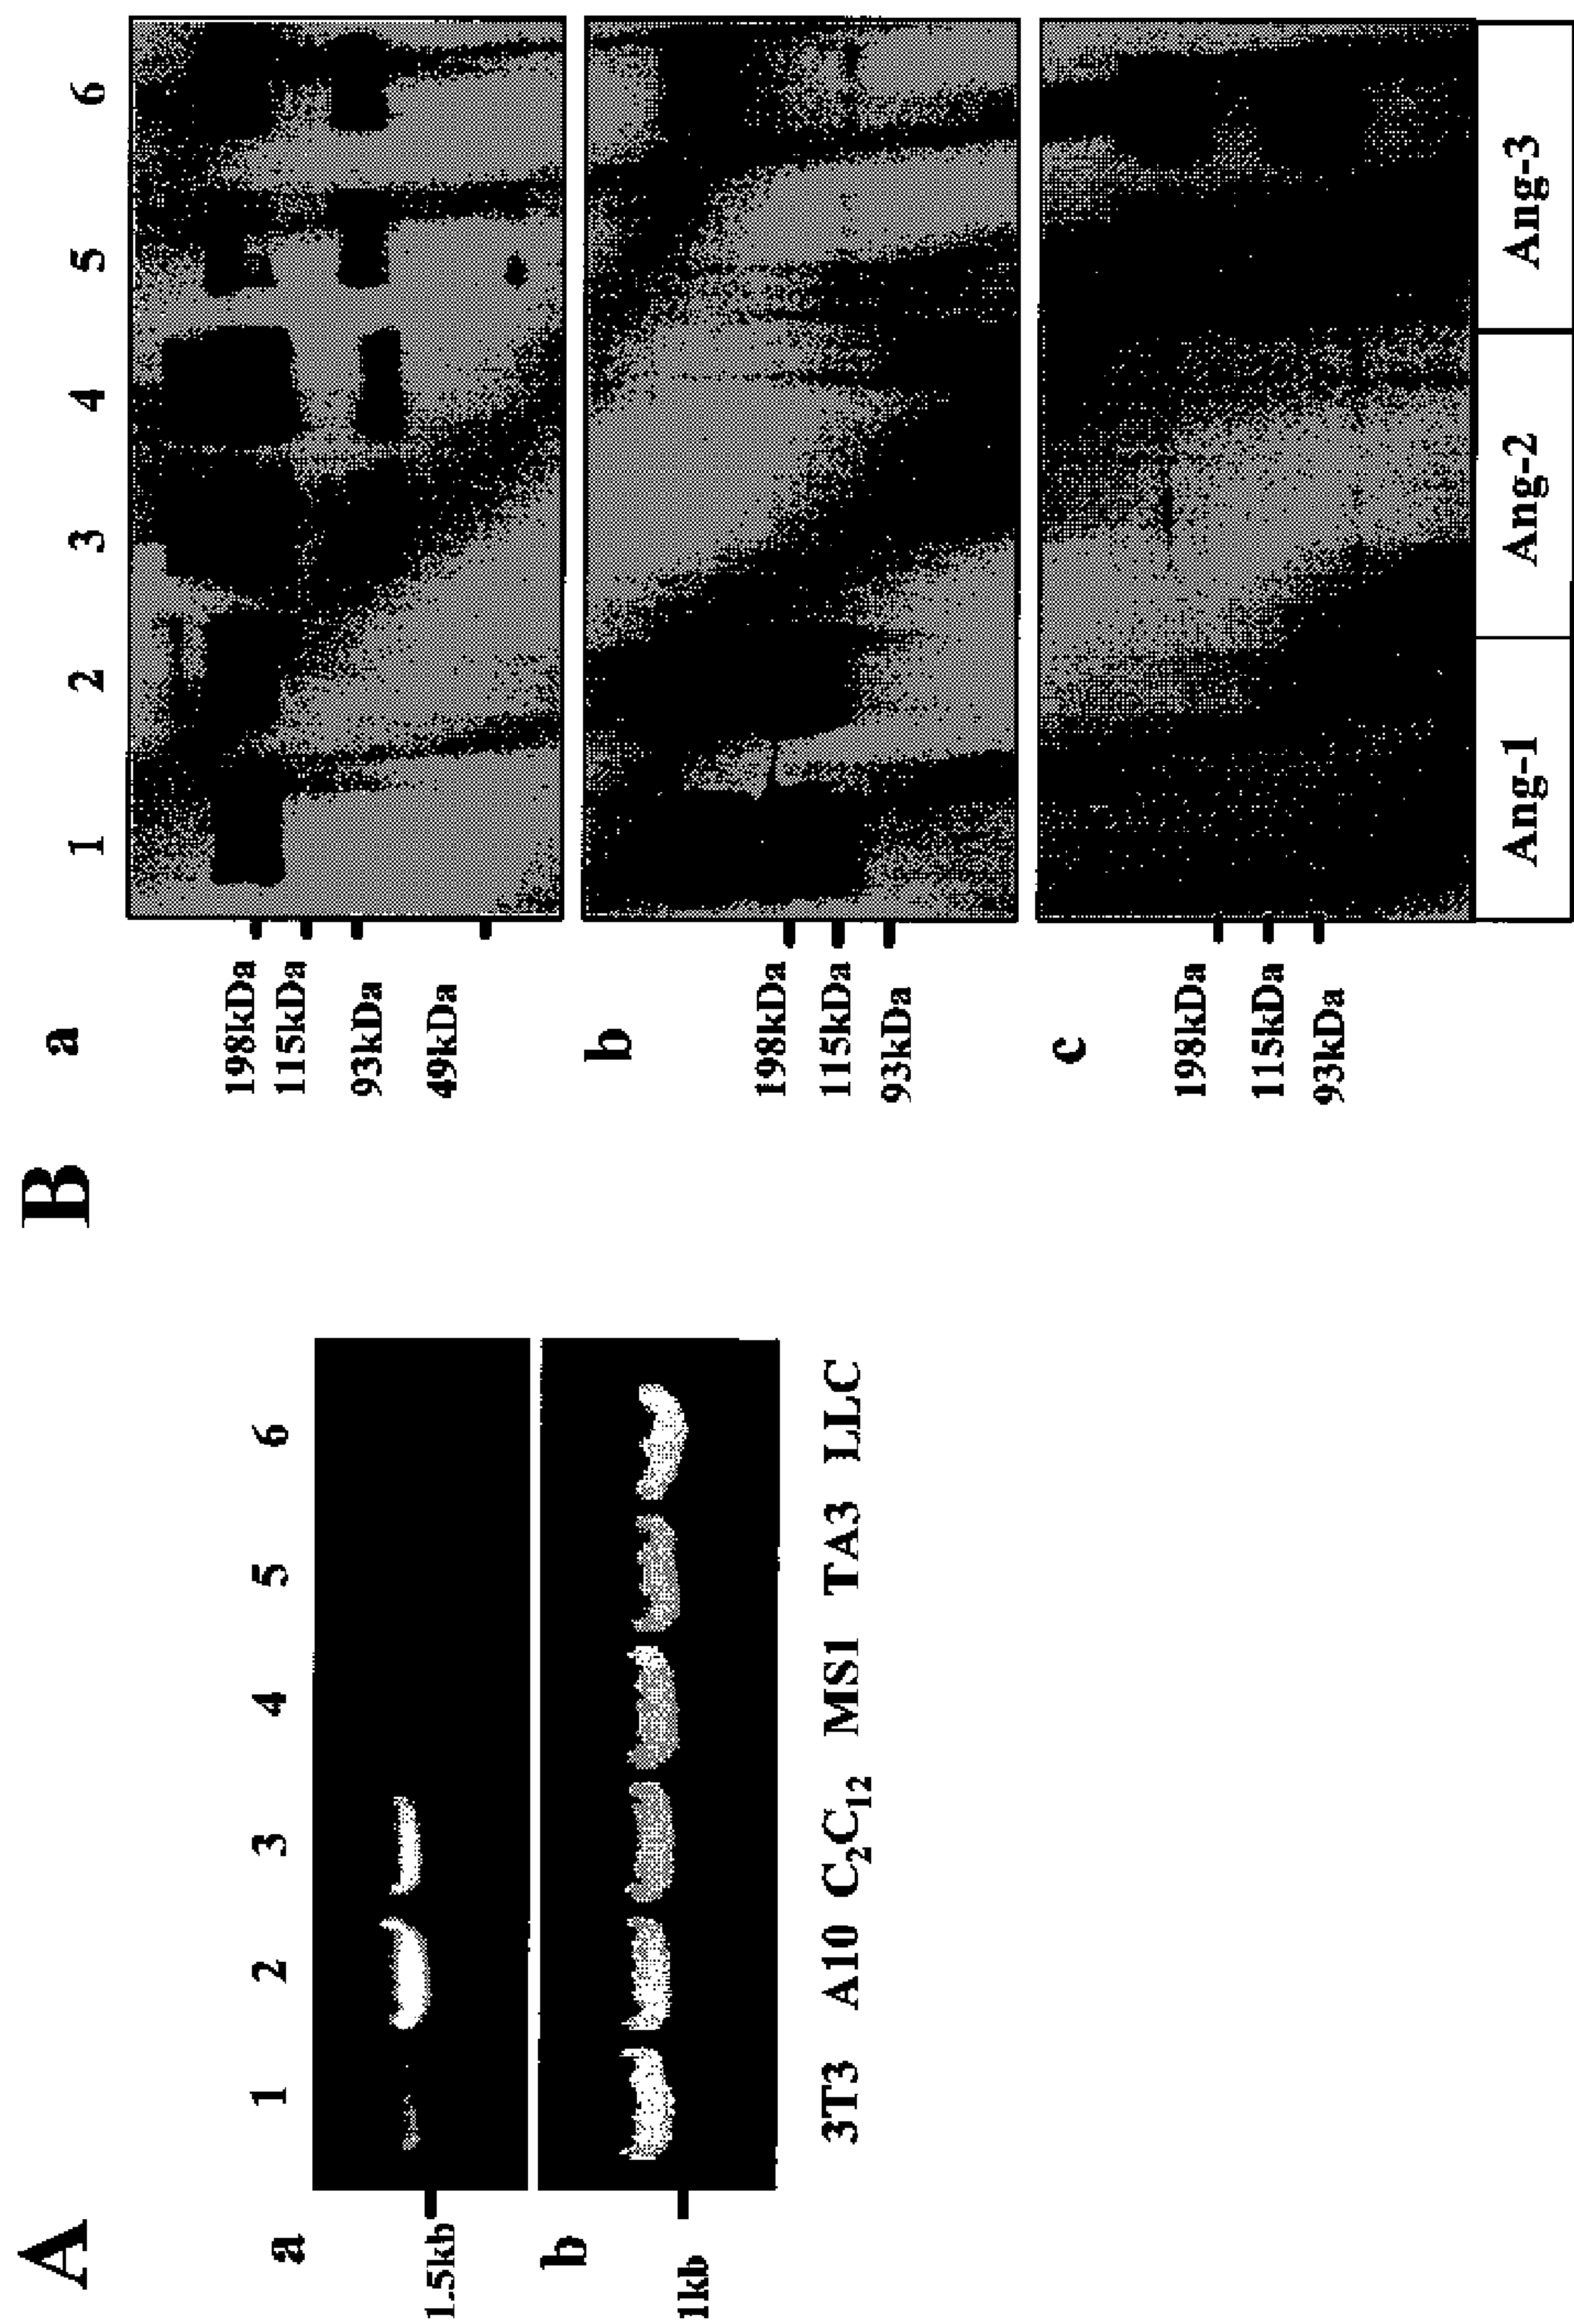 A
a
1 2 3 4 5 6
1.5kb
b
1kb
3T3 A10 C₂C₁₂ MS1 TA3 LLC
B
a
1 2 3 4 5 6
198kDa
115kDa
93kDa
49kDa
b
198kDa
115kDa
93kDa
c
198kDa
115kDa
93kDa
Ang-1 Ang-2 Ang-3